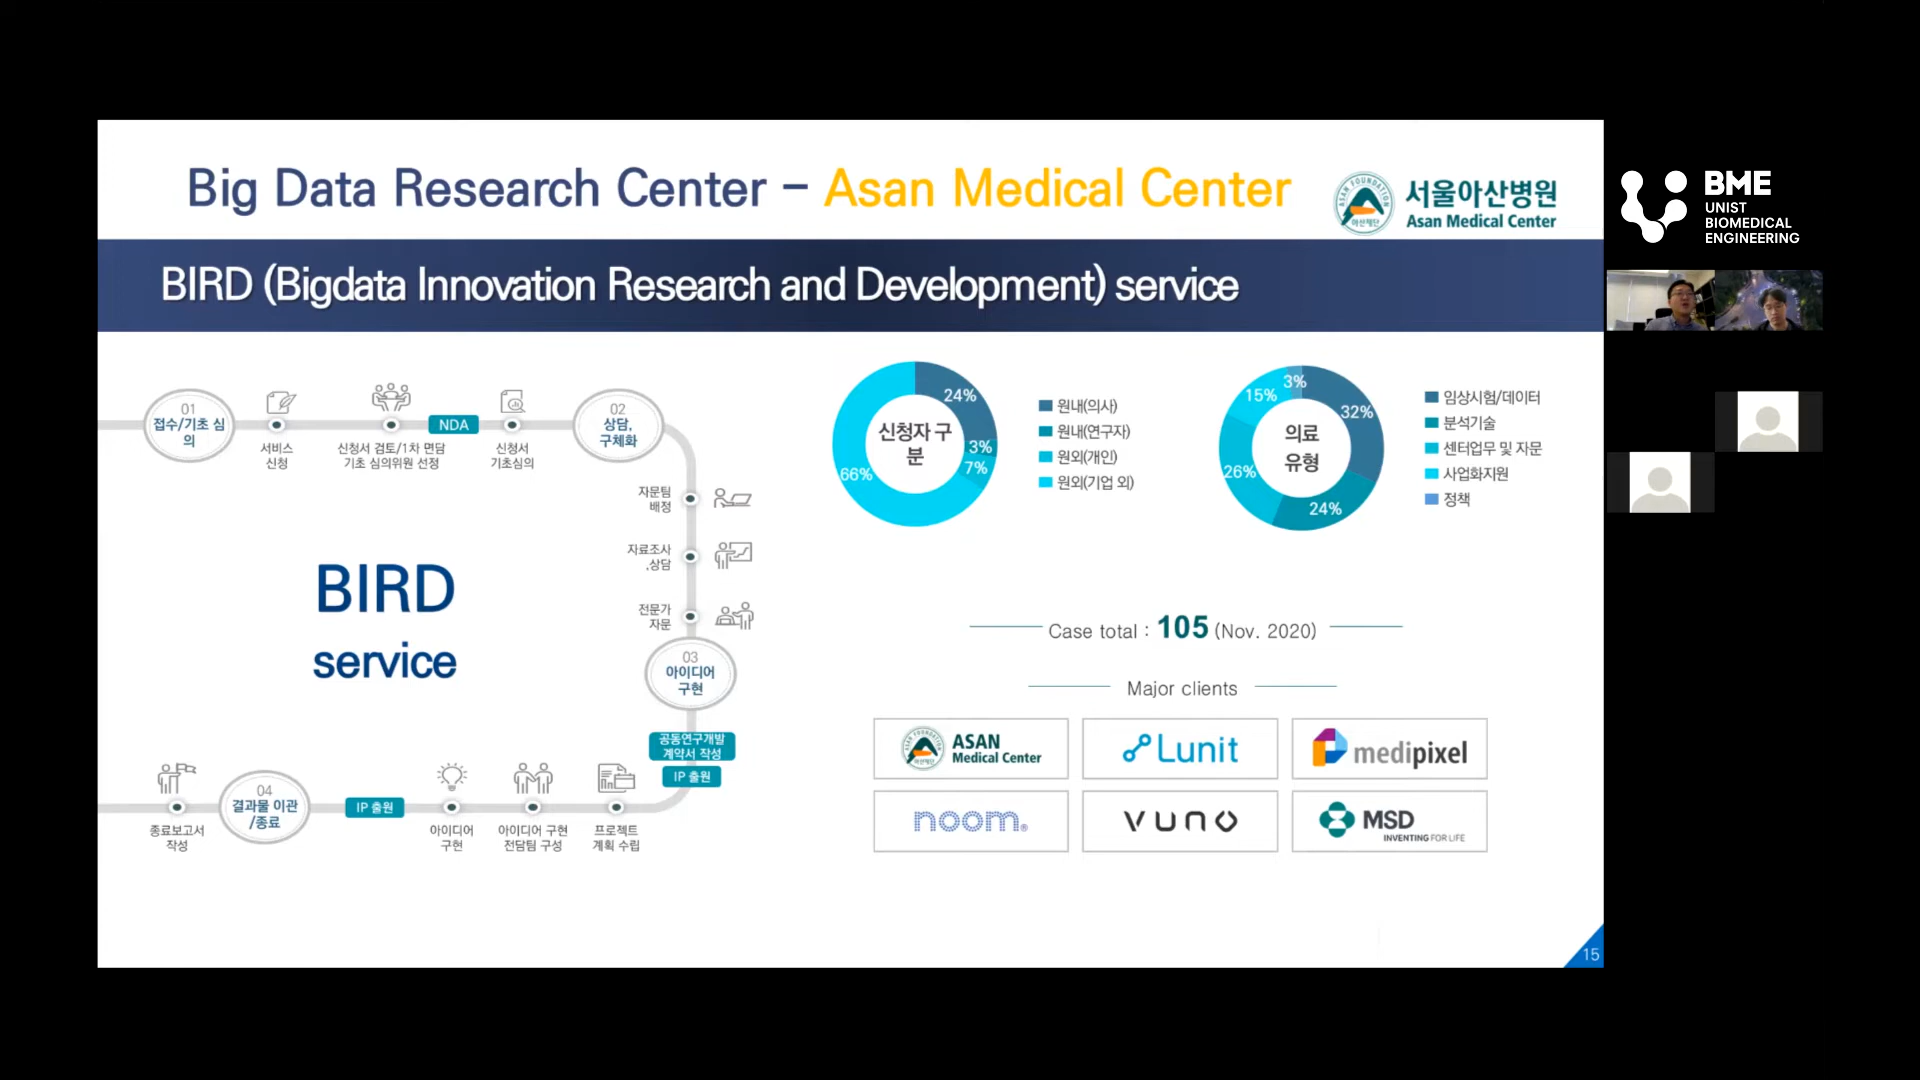 Big Data Research Center – Asan Medical Center
서울아산병원
Asan Medical Center
ASAN FOUNDATION
아산재단
BME
UNIST
BIOMEDICAL
ENGINEERING
BIRD (Bigdata Innovation Research and Development) service
01
접수/기초 심
의
서비스
신청
신청서 검토/1차 면담
기초 심의위원 선정
NDA
신청서
기초심의
02
상담,
구체화
자문팀
배정
자료조사
,상담
전문가
자문
03
아이디어
구현
공동연구개발
계약서 작성
IP 출원
프로젝트
계획 수립
아이디어 구현
전담팀 구성
아이디어
구현
IP 출원
04
결과물 이관
/종료
종료보고서
작성
BIRD
service
신청자 구
분
24%
3%
7%
66%
원내(의사)
원내(연구자)
원외(개인)
원외(기업 외)
의료
유형
3%
32%
24%
26%
15%
임상시험/데이터
분석기술
센터업무 및 자문
사업화지원
정책
Case total : 105 (Nov. 2020)
Major clients
ASAN
Medical Center
Lunit
medipixel
noom®
VUNO
MSD
INVENTING FOR LIFE
15